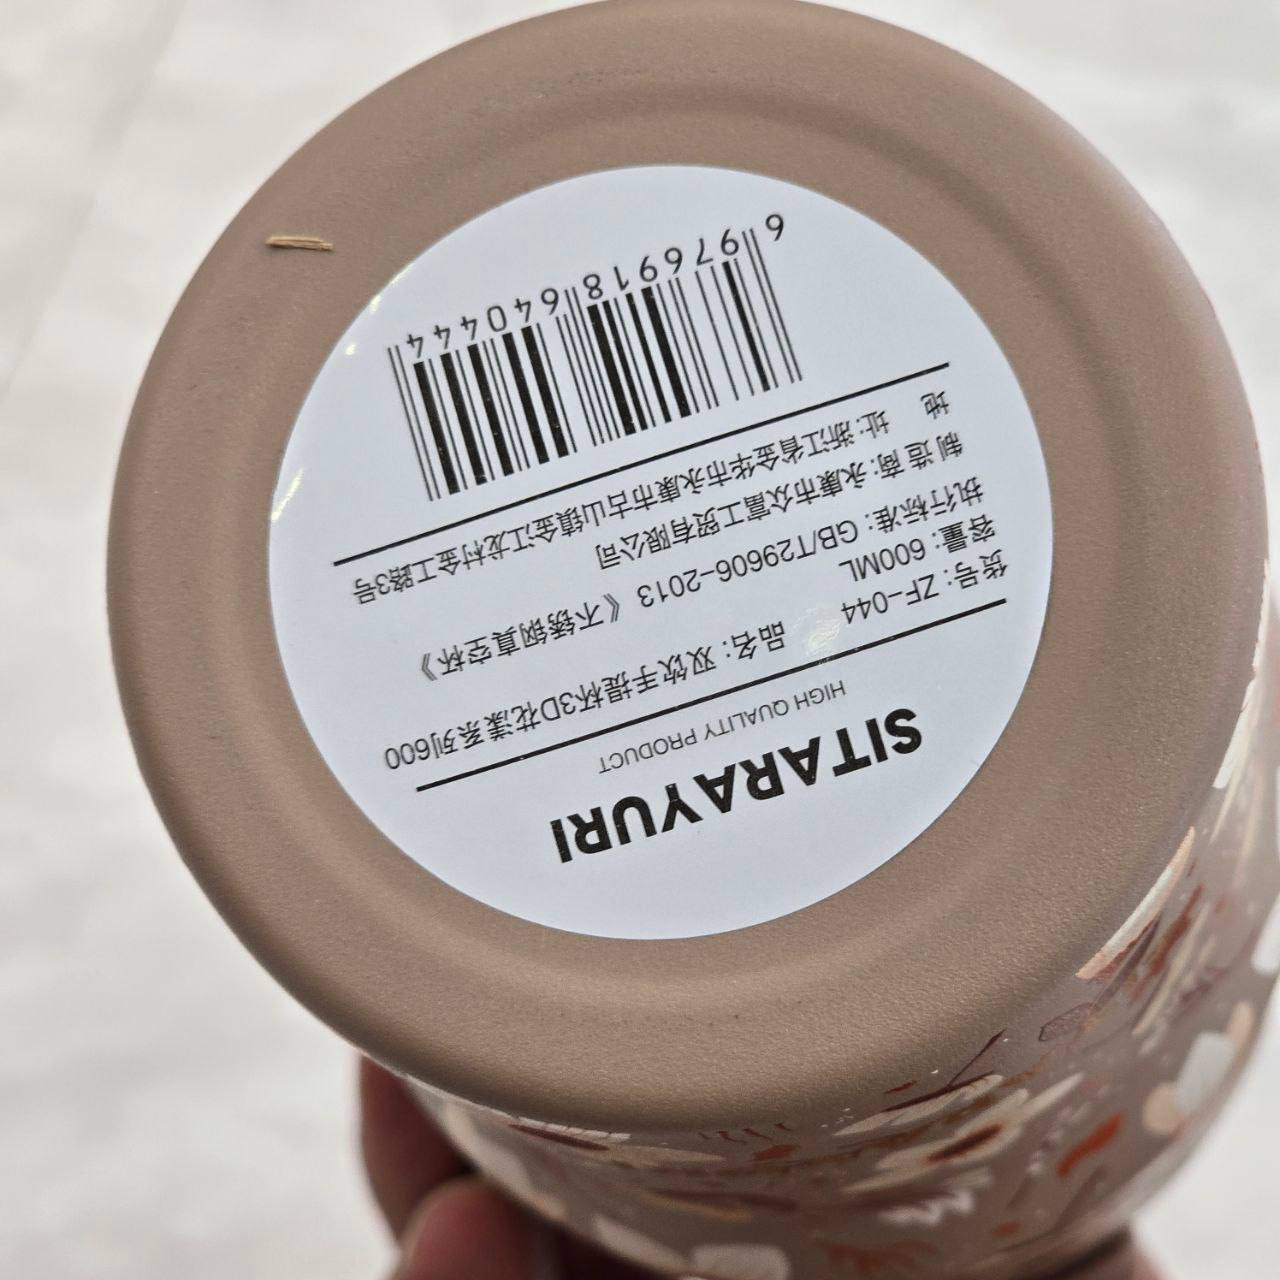 SITARAYURI
HIGH QUALITY PRODUCT
货号: ZF-044 品名: 双饮手提杯3D花漾系列600
容量: 600ML
执行标准: GB/T29606-2013 《不锈钢真空杯》
制造商: 永康市众富工贸有限公司
地 址: 浙江省金华市永康市古山镇金江龙村金工路3号
6976918640444